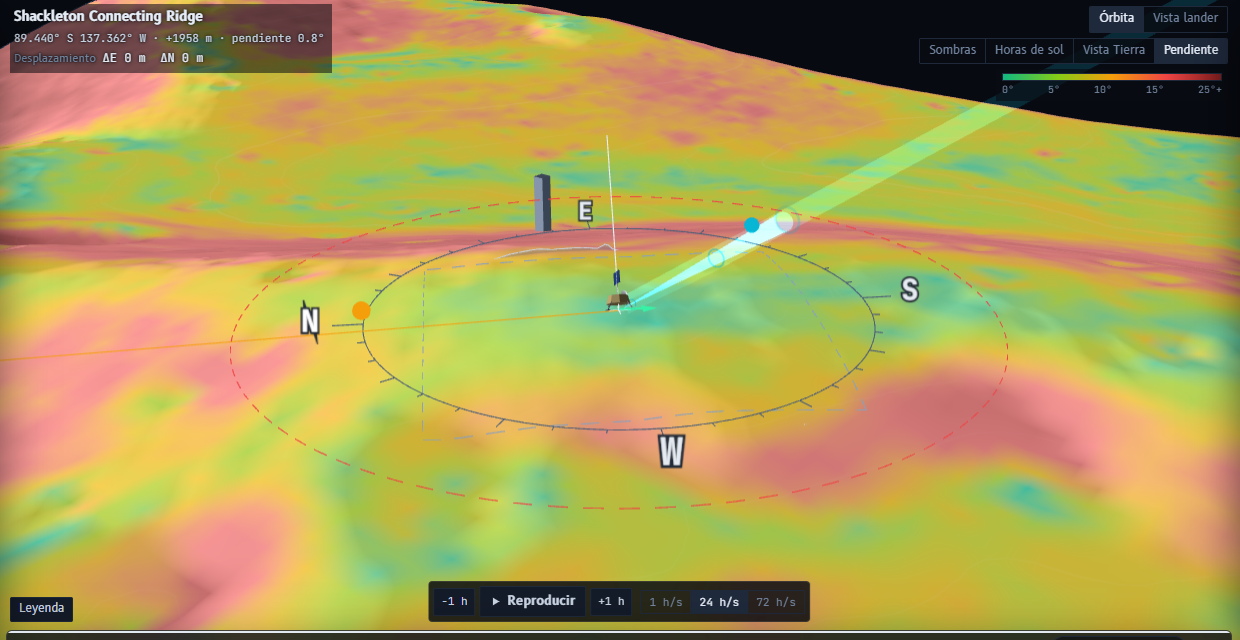 Shackleton Connecting Ridge
89.440° S 137.362° W · +1958 m · pendiente 0.8°
Desplazamiento ΔE 0 m ΔN 0 m
Órbita Vista lander
Sombras Horas de sol Vista Tierra Pendiente
0° 5° 10° 15° 25°+
E
N
S
W
Leyenda
-1 h ▶ Reproducir +1 h 1 h/s 24 h/s 72 h/s